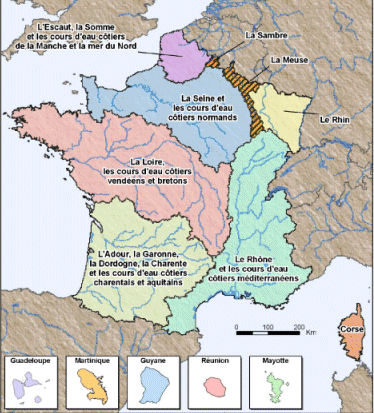 L'Escaut, la Somme
et les cours d'eau côtiers
de la Manche et la mer du Nord
La Sambre
La Meuse
La Seine et
les cours d'eau
côtiers normands
Le Rhin
La Loire,
les cours d'eau côtiers
vendéens et bretons
L'Adour, la Garonne,
la Dordogne, la Charente
et les cours d'eau côtiers
charentais et aquitains
Le Rhône
et les cours d'eau
côtiers méditerranéens
0 100 200
Km
Corse
Guadeloupe
Martinique
Guyane
Réunion
Mayotte